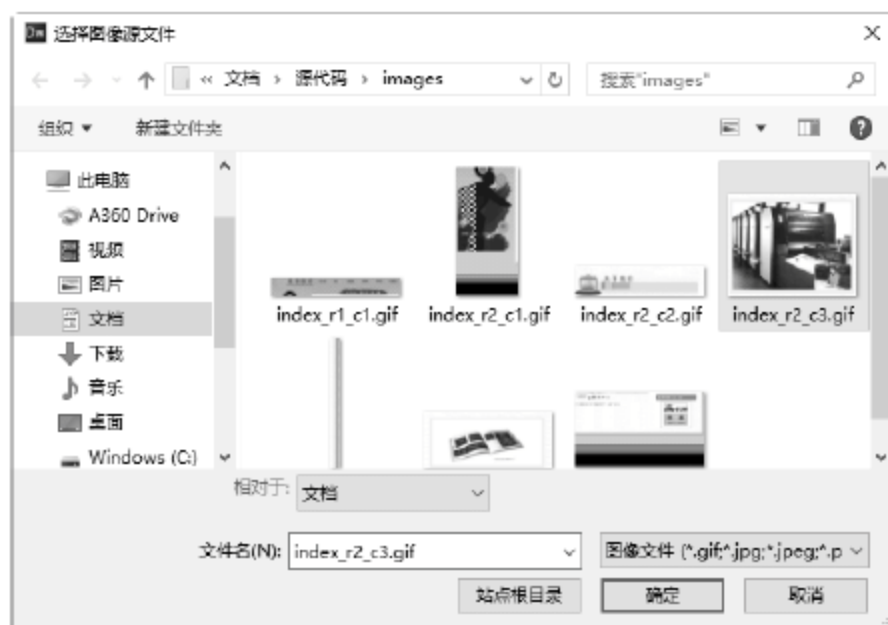 Dw 选择图像源文件
« 文档 › 源代码 › images
搜索"images"
组织 新建文件夹
此电脑
A360 Drive
视频
图片
文档
下载
音乐
桌面
Windows (C:)
index_r1_c1.gif index_r2_c1.gif index_r2_c2.gif index_r2_c3.gif
相对于: 文档
文件名(N): index_r2_c3.gif 图像文件 (*.gif;*.jpg;*.jpeg;*.p
站点根目录 确定 取消